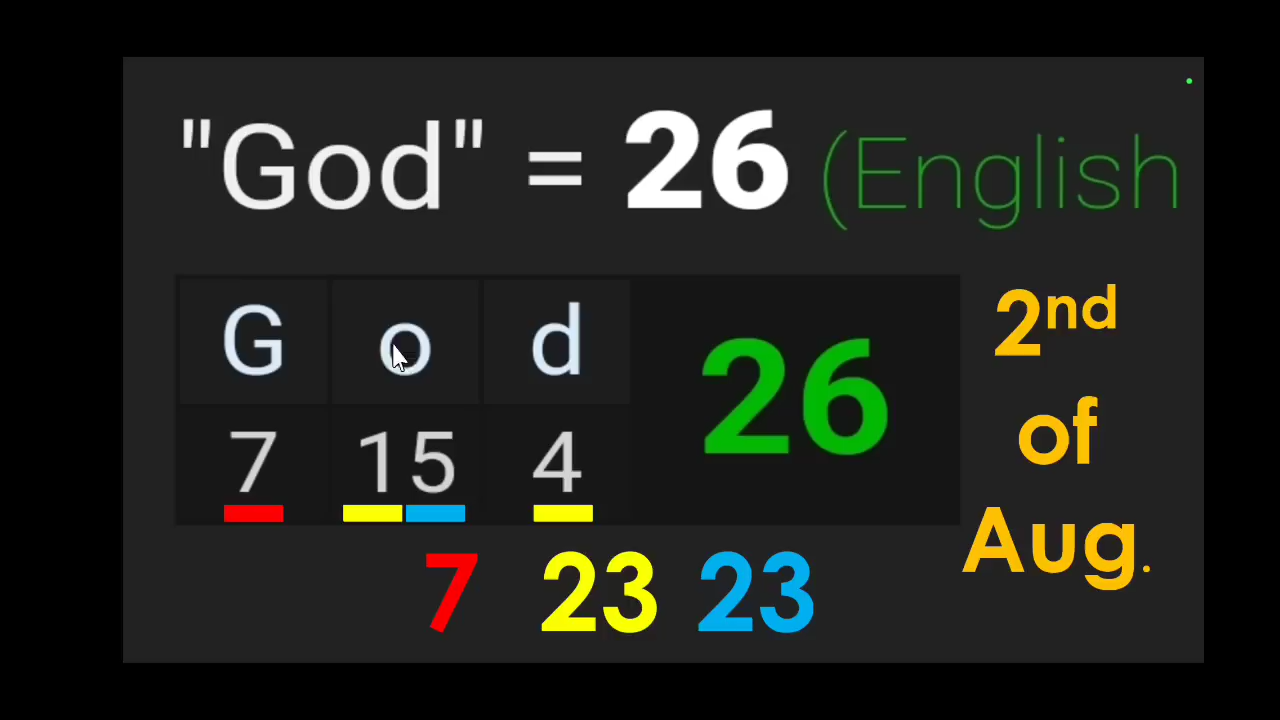 "God" = 26 (English
G o d 26
7 15 4
7 23 23
2nd
of
Aug.